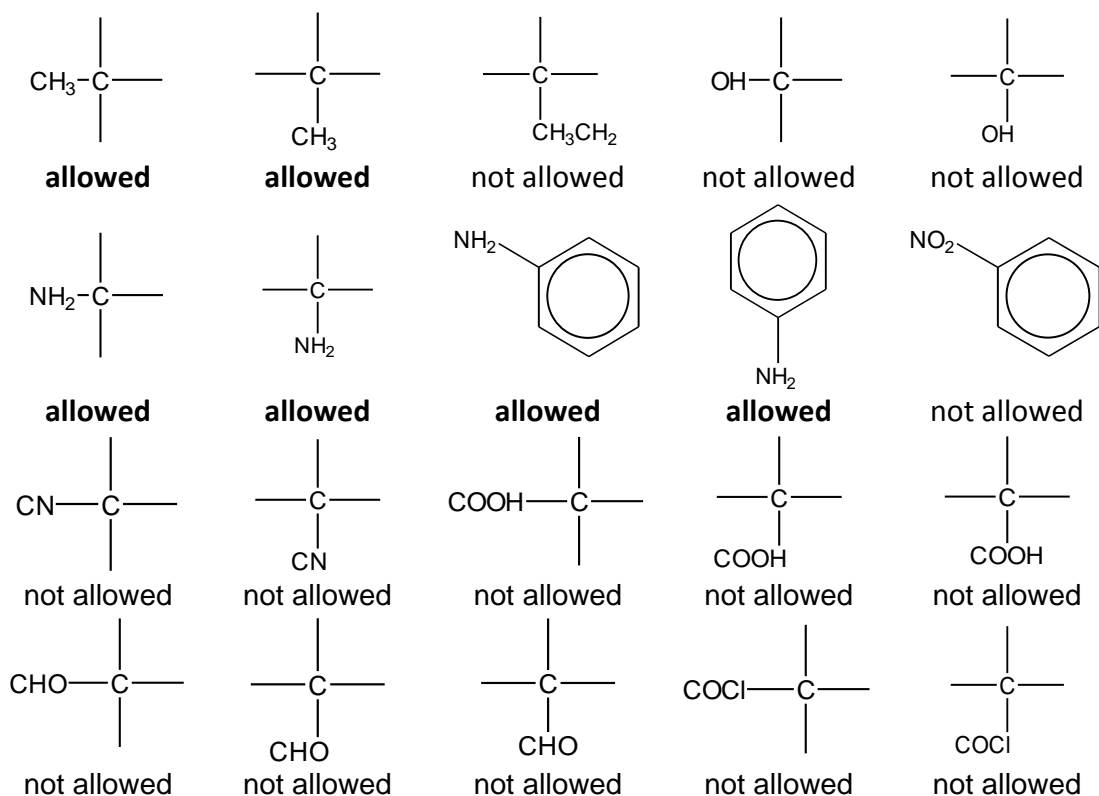 CH₃ C C C OH C C
CH₃ CH₃CH₂ OH
allowed allowed not allowed not allowed not allowed
NH₂ NO₂
NH₂ C C
NH₂ NH₂
allowed allowed allowed allowed not allowed
CN C C COOH C C C
CN COOH COOH
not allowed not allowed not allowed not allowed not allowed
CHO C C C COCl C C
CHO CHO COCl
not allowed not allowed not allowed not allowed not allowed